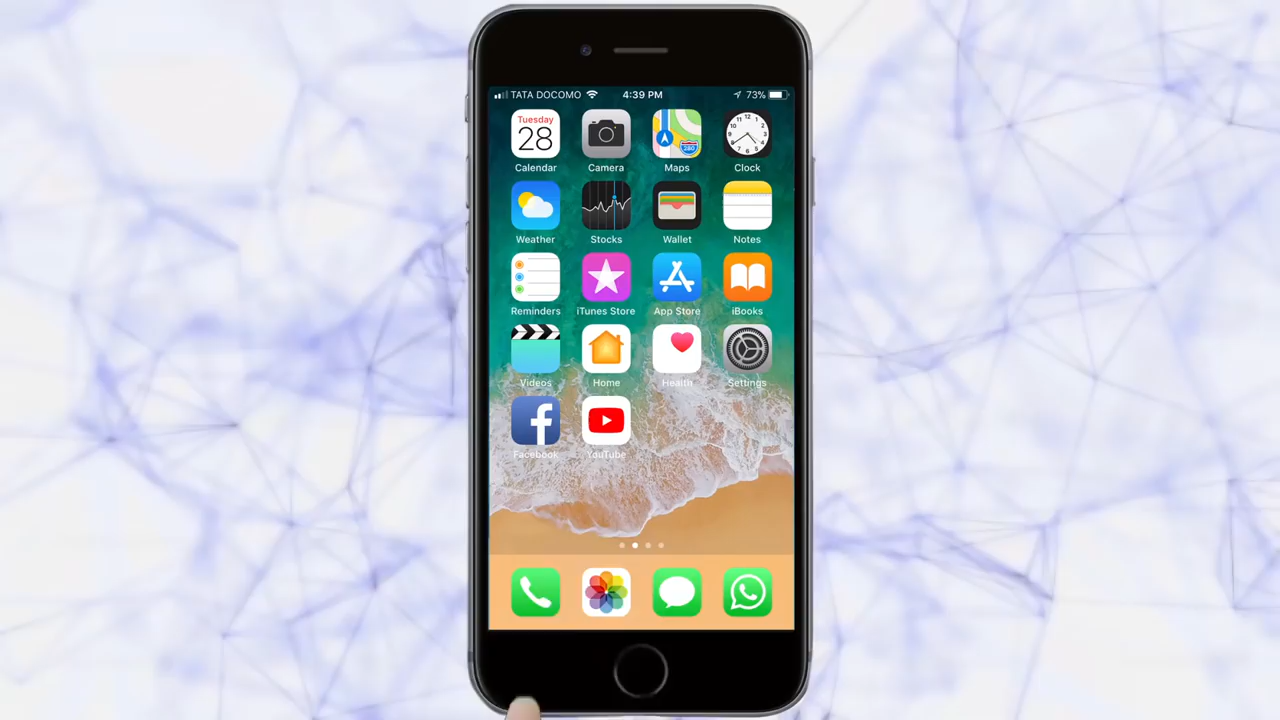 TATA DOCOMO 4:39 PM 73%
Tuesday
28
Calendar Camera Maps Clock
Weather Stocks Wallet Notes
Reminders iTunes Store App Store iBooks
Videos Home Health Settings
Facebook YouTube